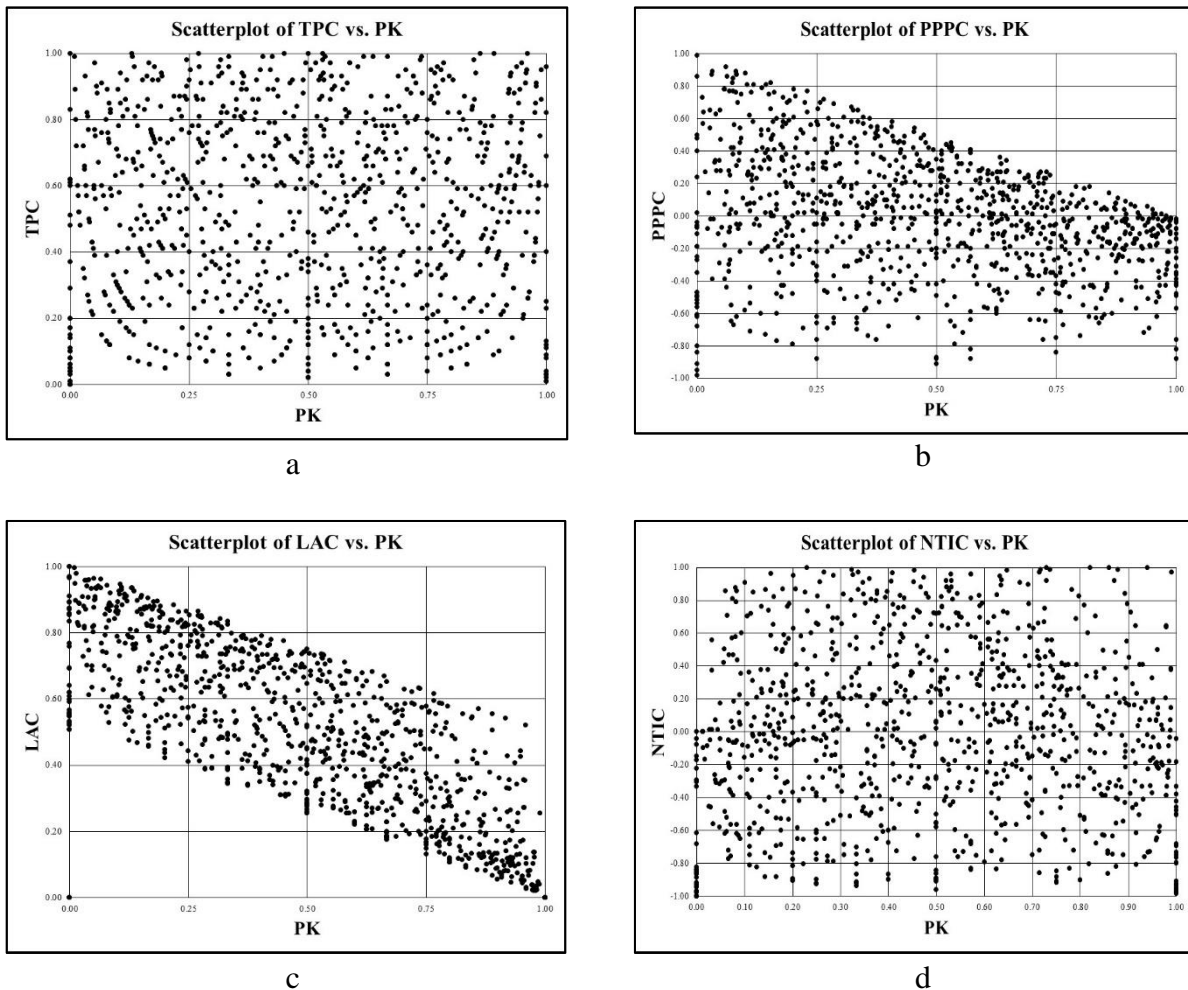 Scatterplot of TPC vs. PK
1.00
0.80
0.60
0.40
0.20
0.00
TPC
0.00 0.25 0.50 0.75 1.00
PK
a
Scatterplot of PPPC vs. PK
1.00
0.80
0.60
0.40
0.20
0.00
-0.20
-0.40
-0.60
-0.80
-1.00
PPPC
0.00 0.25 0.50 0.75 1.00
PK
b
Scatterplot of LAC vs. PK
1.00
0.80
0.60
0.40
0.20
0.00
LAC
0.00 0.25 0.50 0.75 1.00
PK
c
Scatterplot of NTIC vs. PK
1.00
0.80
0.60
0.40
0.20
0.00
-0.20
-0.40
-0.60
-0.80
-1.00
NTIC
0.00 0.10 0.20 0.30 0.40 0.50 0.60 0.70 0.80 0.90 1.00
PK
d